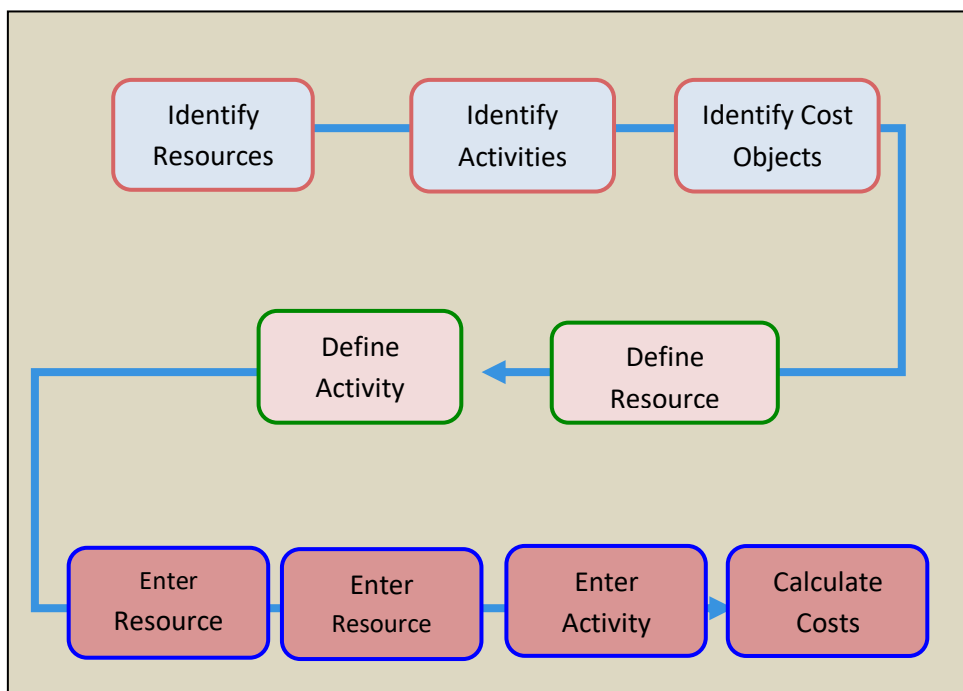 Identify
Resources
Identify
Activities
Identify Cost
Objects
Define
Activity
Define
Resource
Enter
Resource
Enter
Resource
Enter
Activity
Calculate
Costs